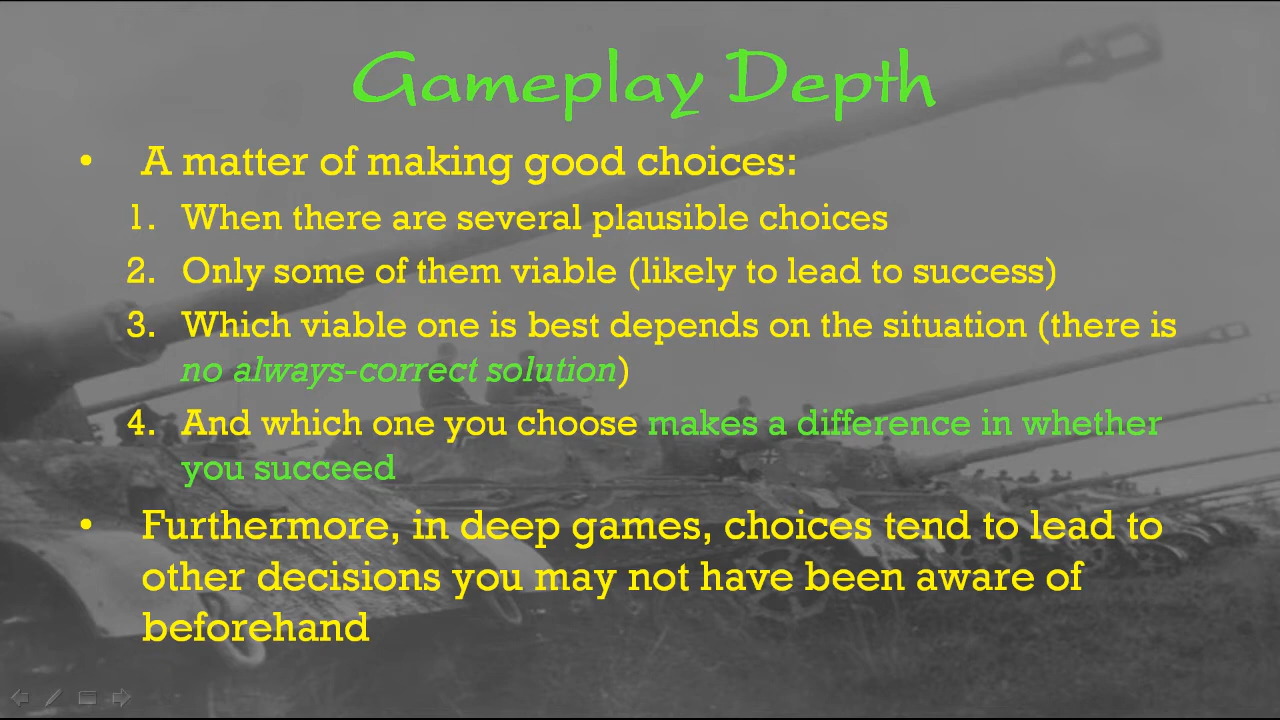 Gameplay Depth
• A matter of making good choices:
1. When there are several plausible choices
2. Only some of them viable (likely to lead to success)
3. Which viable one is best depends on the situation (there is
no always-correct solution)
4. And which one you choose makes a difference in whether
you succeed
• Furthermore, in deep games, choices tend to lead to
other decisions you may not have been aware of
beforehand